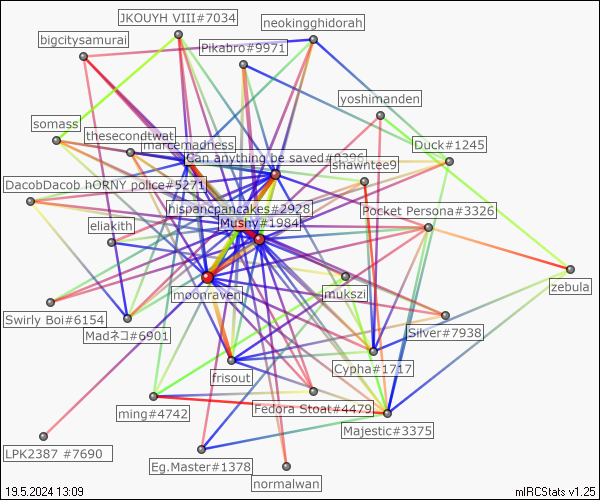 JKOUYH VIII#7034
neokingghidorah
bigcitysamurai
Pikabro#9971
yoshimanden
somass
thesecondtwat
marcemadness
Duck#1245
Can anything be saved#0396
shawntee9
DacobDacob hORNY police#5271
hispancpancakes#2928
Pocket Persona#3326
eliakith
Mushy#1984
zebula
moonraven
mukszi
Swirly Boi#6154
Madネコ#6901
Silver#7938
Cypha#1717
frisout
ming#4742
Fedora Stoat#4479
Majestic#3375
LPK2387 #7690
Eg.Master#1378
normalwan
19.5.2024 13:09
mIRCStats v1.25